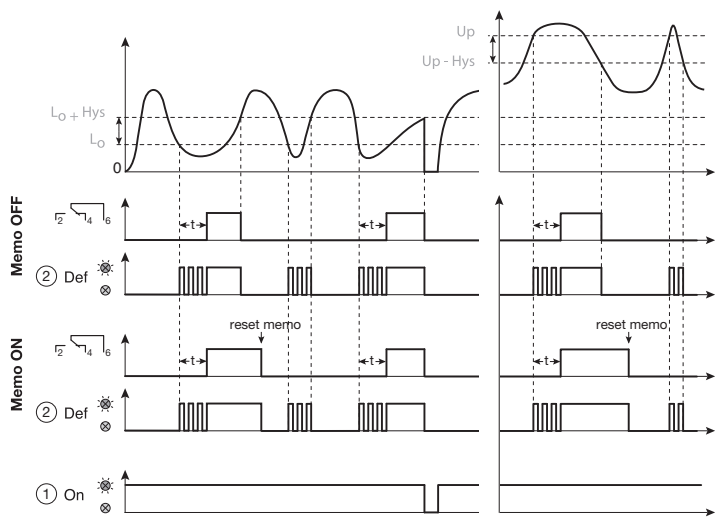 Up
Up - Hys
Lo + Hys
Lo
0
Memo OFF
2 4 6
t t t
2 Def
Memo ON
reset memo reset memo
2 4 6
t t t
2 Def
1 On